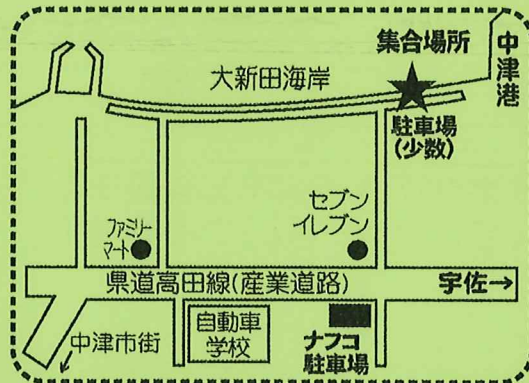 集合場所
中津港
大新田海岸
駐車場
(少数)
セブン
イレブン
ファミリー
マート
県道高田線(産業道路)
宇佐→
自動車
学校
ナフコ
駐車場
中津市街